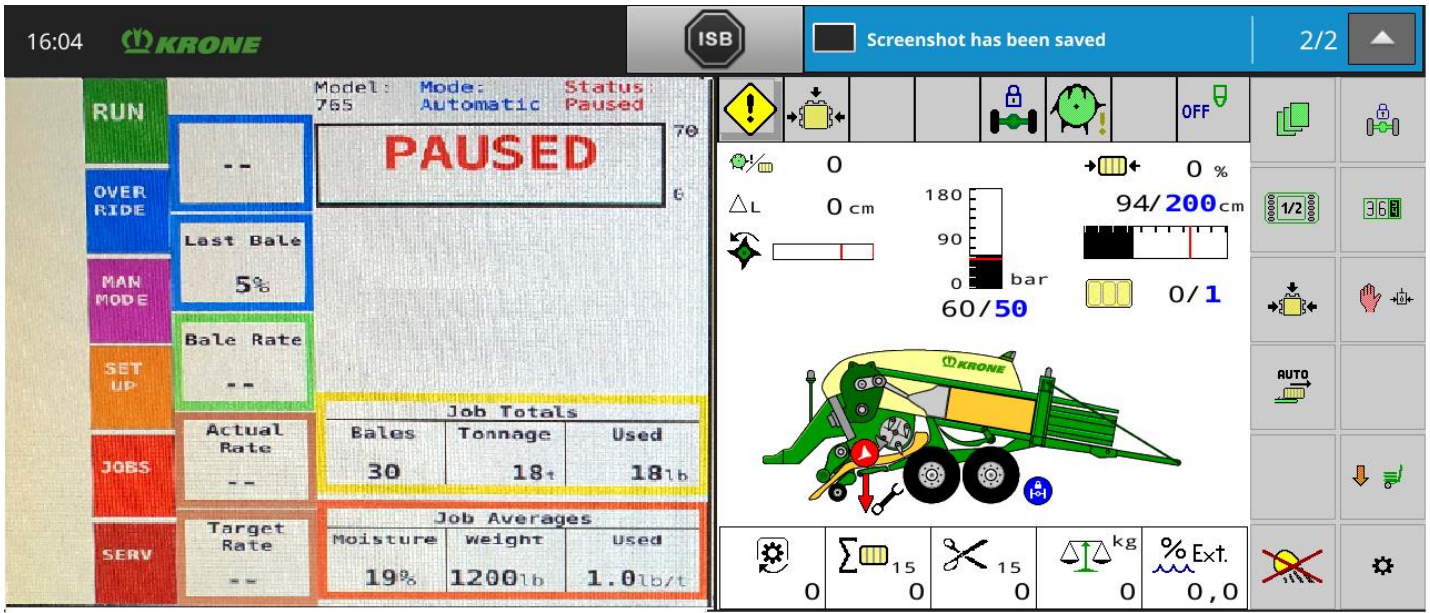 16:04
KRONE
ISB
Screenshot has been saved
2/2
RUN
OVER
RIDE
MAN
MODE
SET
UP
JOBS
SERV
--
Last Bale
5%
Bale Rate
--
Actual
Rate
--
Target
Rate
--
Model: Mode: Status:
765 Automatic Paused
PAUSED
70
6
Job Totals
Bales Tonnage Used
30 18t 18lb
Job Averages
Moisture Weight Used
19% 1200lb 1.0lb/t
OFF
0
0 %
L 0 cm
180
90
0 bar
60/50
94/200cm
0/1
KRONE
0
15 0
15 0
kg 0
% Ext. 0,0
1/2
36
AUTO